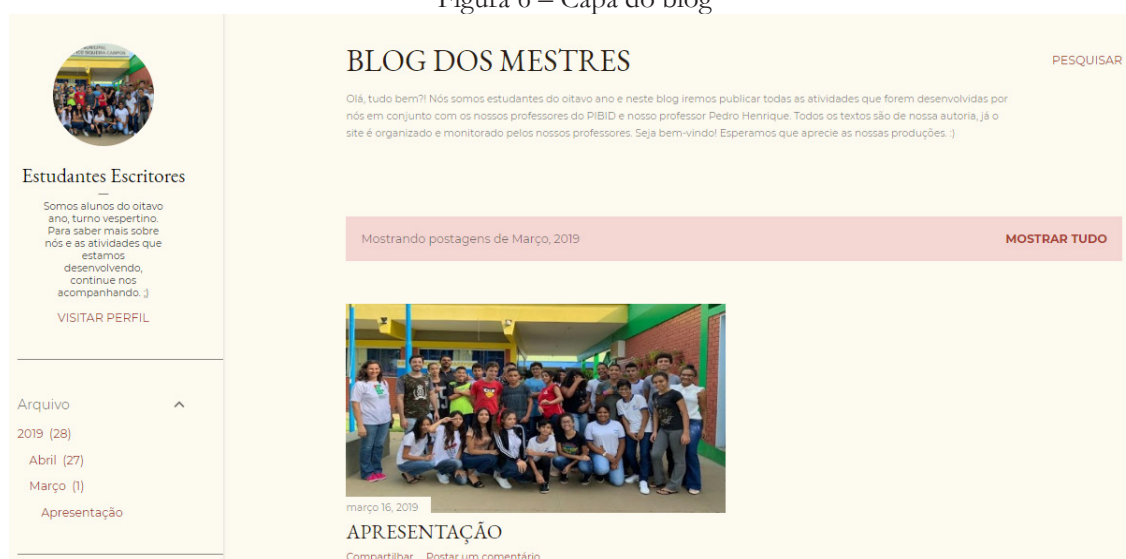 Figura 6 – Capa do blog
BLOG DOS MESTRES
PESQUISAR
Olá, tudo bem?! Nós somos estudantes do oitavo ano e neste blog iremos publicar todas as atividades que forem desenvolvidas por
nós em conjunto com os nossos professores do PIBID e nosso professor Pedro Henrique. Todos os textos são de nossa autoria, já o
site é organizado e monitorado pelos nossos professores. Seja bem-vindo! Esperamos que aprecie as nossas produções. :)
Estudantes Escritores
—
Somos alunos do oitavo
ano, turno vespertino.
Para saber mais sobre
nós e as atividades que
estamos
desenvolvendo,
continue nos
acompanhando. ;)
VISITAR PERFIL
Arquivo
2019 (28)
Abril (27)
Março (1)
Apresentação
Mostrando postagens de Março, 2019
MOSTRAR TUDO
março 16, 2019
APRESENTAÇÃO
Compartilhar Postar um comentário